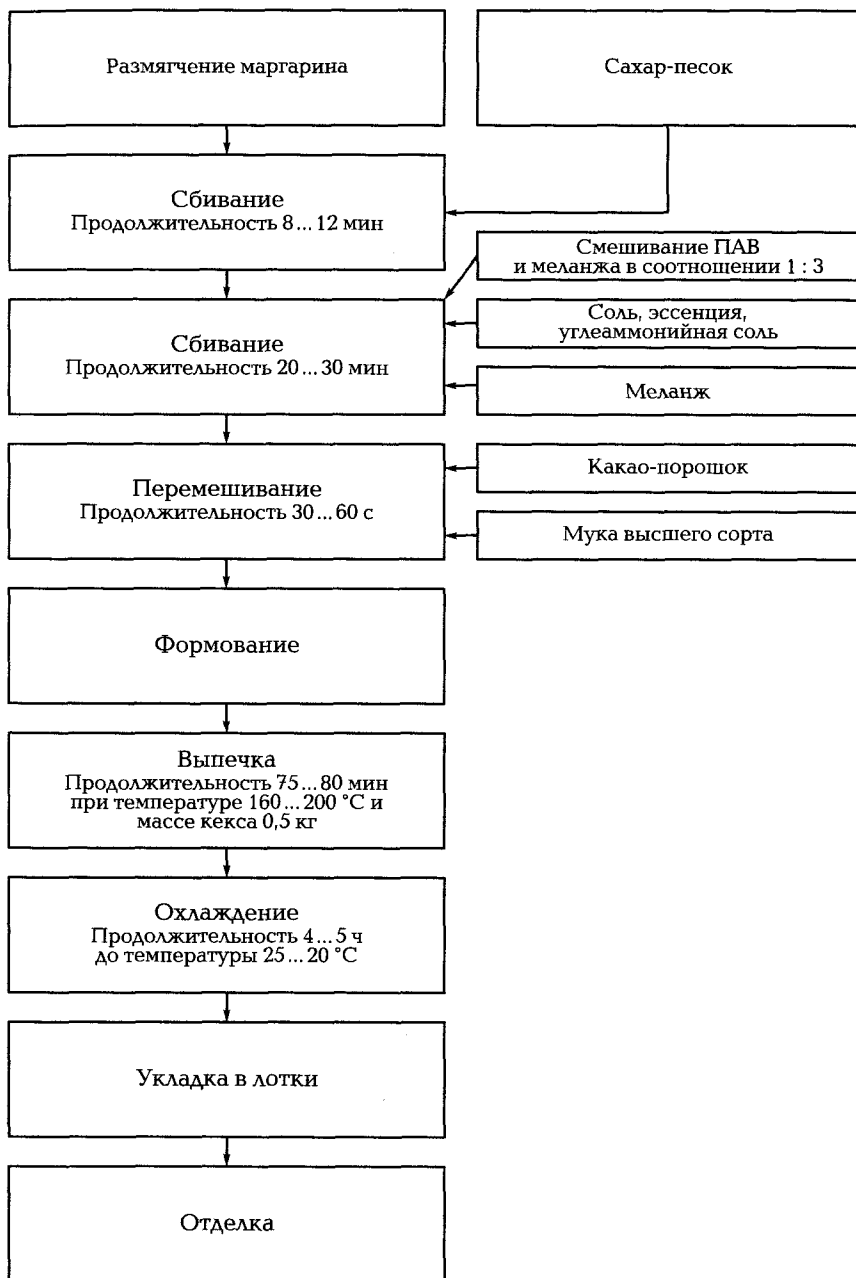 Размягчение маргарина
Сахар-песок
Сбивание
Продолжительность 8...12 мин
Смешивание ПАВ
и меланжа в соотношении 1 : 3
Сбивание
Продолжительность 20...30 мин
Соль, эссенция,
углеаммонийная соль
Меланж
Перемешивание
Продолжительность 30...60 с
Какао-порошок
Мука высшего сорта
Формование
Выпечка
Продолжительность 75...80 мин
при температуре 160...200 °C и
массе кекса 0,5 кг
Охлаждение
Продолжительность 4...5 ч
до температуры 25...20 °C
Укладка в лотки
Отделка